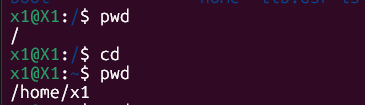 x1@X1:/$ pwd
/
x1@X1:/$ cd
x1@X1:~$ pwd
/home/x1